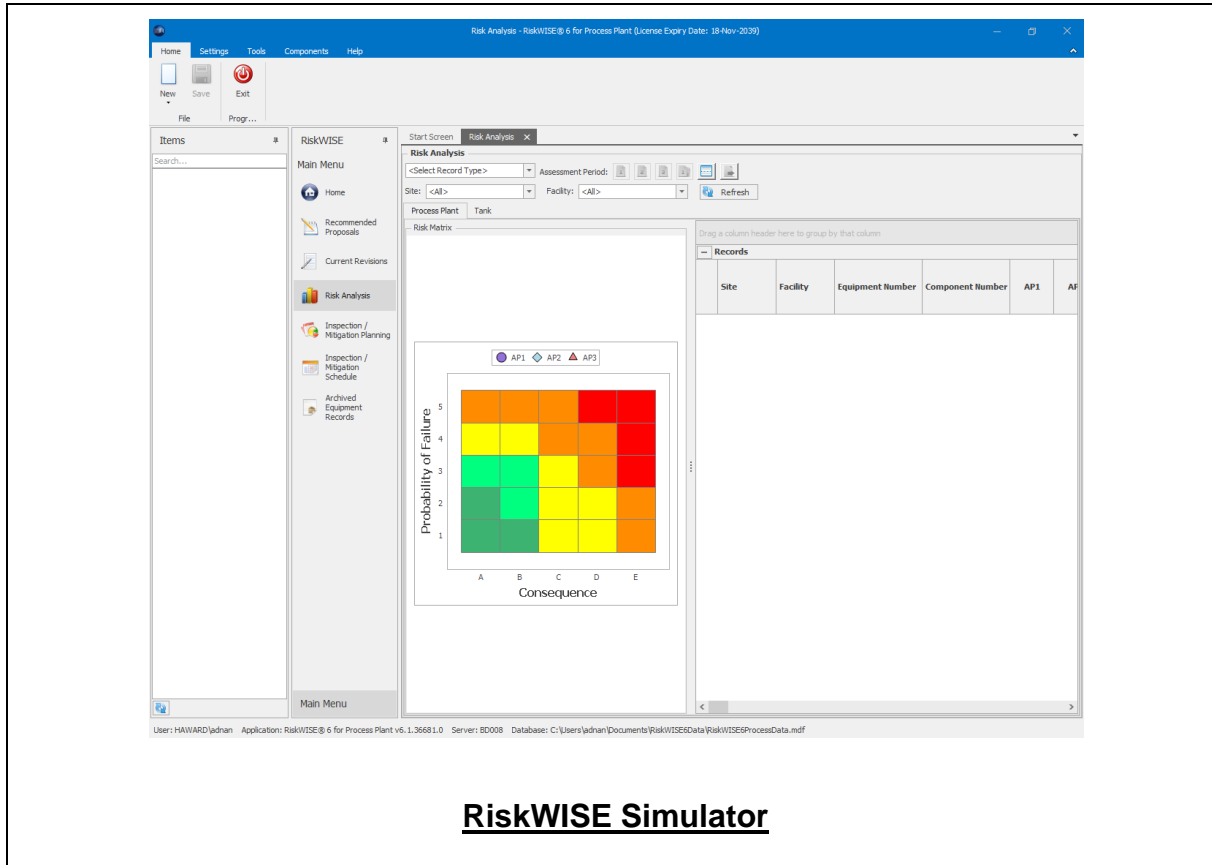 Risk Analysis - RiskWISE® 6 for Process Plant (License Expiry Date: 18-Nov-2039)
Home Settings Tools Components Help
New Save Exit
File Progr...
Items
Search...
RiskWISE
Main Menu
Home
Recommended
Proposals
Current Revisions
Risk Analysis
Inspection /
Mitigation Planning
Inspection /
Mitigation
Schedule
Archived
Equipment
Records
Main Menu
Start Screen Risk Analysis
Risk Analysis
<Select Record Type> Assessment Period:
Site: <All> Facility: <All> Refresh
Process Plant Tank
Risk Matrix
AP1 AP2 AP3
Probability of Failure
5
4
3
2
1
A B C D E
Consequence
Drag a column header here to group by that column
Records
Site Facility Equipment Number Component Number AP1
User: HAWARD\adnan Application: RiskWISE® 6 for Process Plant v6.1.36681.0 Server: BD008 Database: C:\Users\adnan\Documents\RiskWISE6Data\RiskWISE6ProcessData.mdf
RiskWISE Simulator